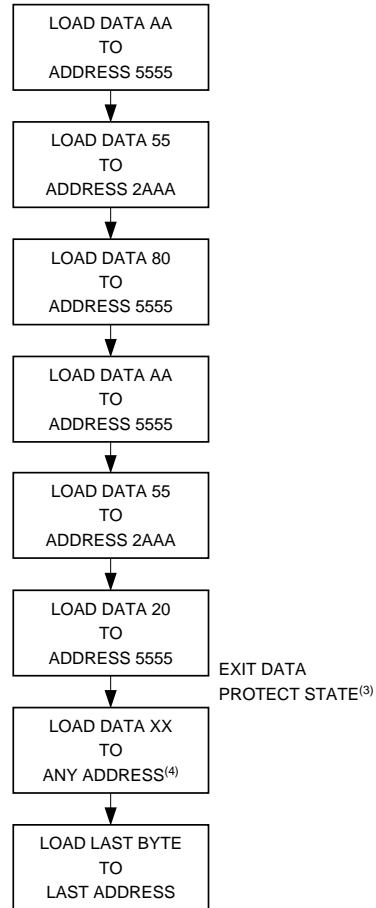 LOAD DATA AA
TO
ADDRESS 5555
LOAD DATA 55
TO
ADDRESS 2AAA
LOAD DATA 80
TO
ADDRESS 5555
LOAD DATA AA
TO
ADDRESS 5555
LOAD DATA 55
TO
ADDRESS 2AAA
LOAD DATA 20
TO
ADDRESS 5555
EXIT DATA
PROTECT STATE(3)
LOAD DATA XX
TO
ANY ADDRESS(4)
LOAD LAST BYTE
TO
LAST ADDRESS